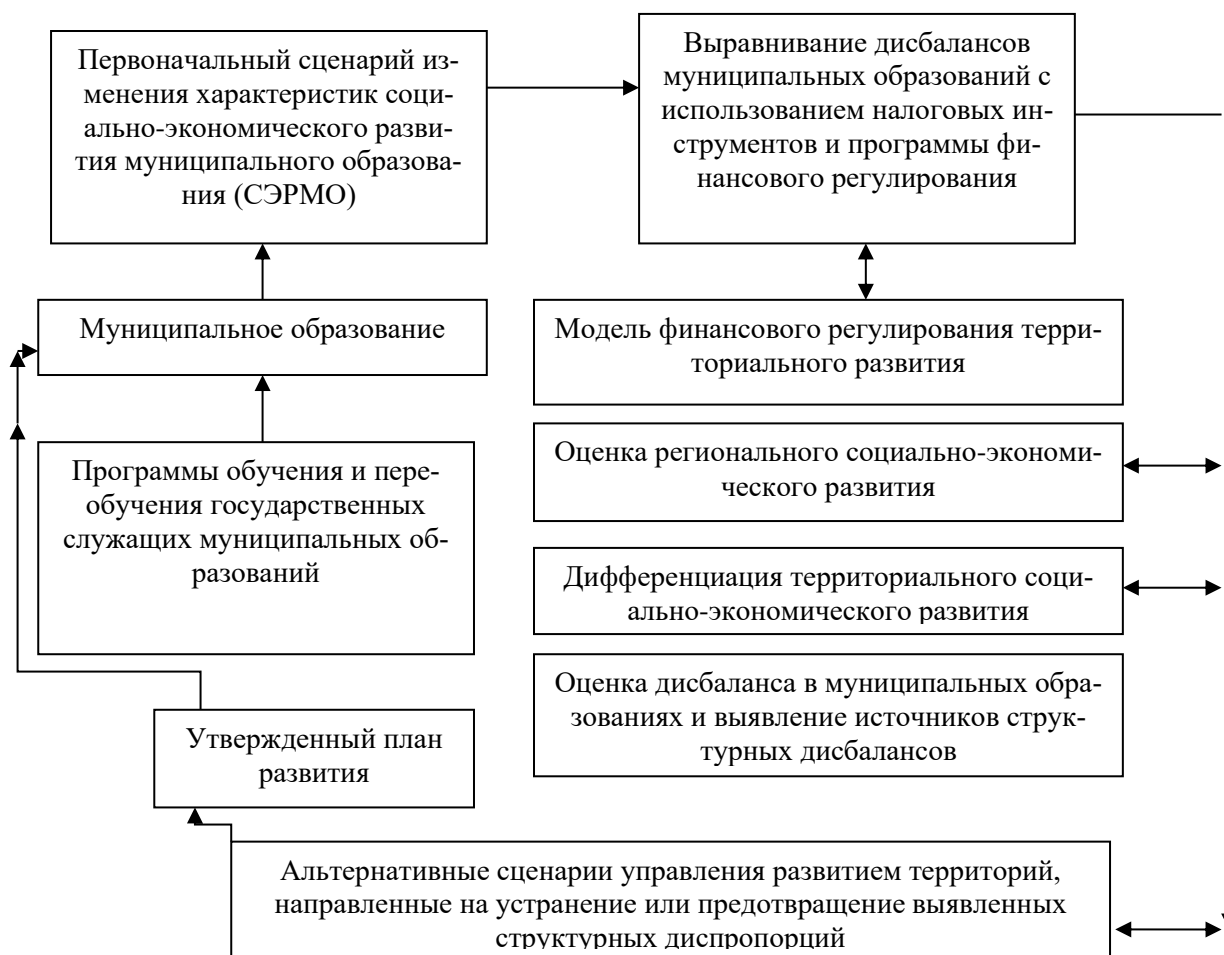 Первоначальный сценарий из-
менения характеристик соци-
ально-экономического разви-
тия муниципального образова-
ния (СЭРМО)
Выравнивание дисбалансов
муниципальных образований с
использованием налоговых ин-
струментов и программы фи-
нансового регулирования
Муниципальное образование
Модель финансового регулирования терри-
ториального развития
Программы обучения и пере-
обучения государственных
служащих муниципальных об-
разований
Оценка регионального социально-экономи-
ческого развития
Дифференциация территориального соци-
ально-экономического развития
Оценка дисбаланса в муниципальных обра-
зованиях и выявление источников струк-
турных дисбалансов
Утвержденный план
развития
Альтернативные сценарии управления развитием территорий,
направленные на устранение или предотвращение выявленных
структурных диспропорций